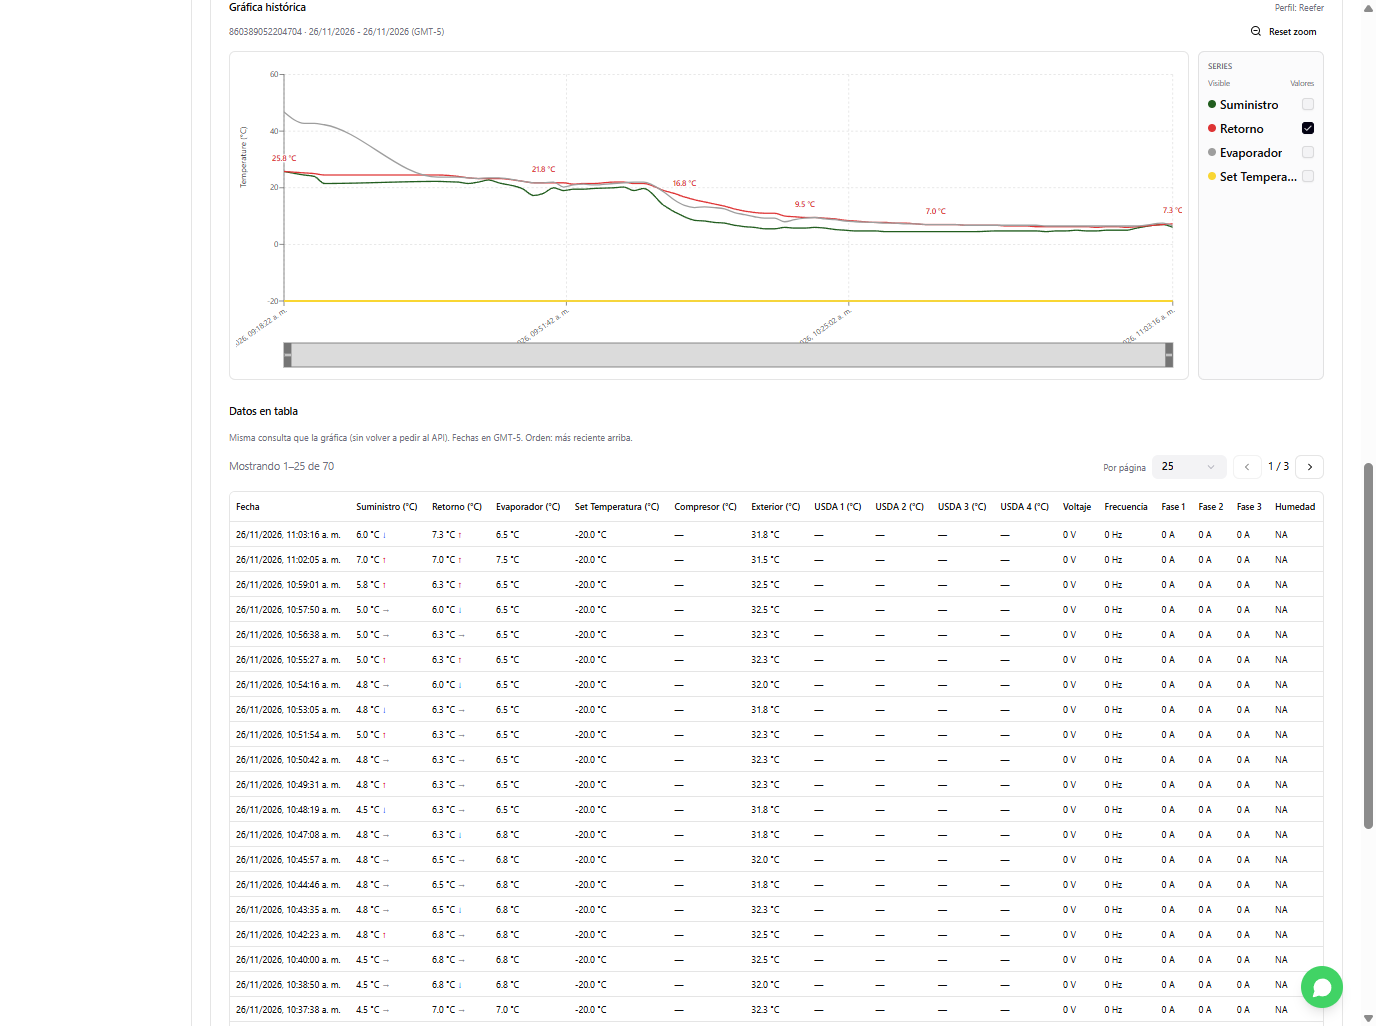 Gráfica histórica
Perfil: Reefer
860389052204704 · 26/11/2026 - 26/11/2026 (GMT-5)
Reset zoom
60
40
20
0
-20
Temperature (°C)
25.8 °C
21.8 °C
16.8 °C
9.5 °C
7.0 °C
7.3 °C
026, 09:18:22 a. m.
026, 09:51:42 a. m.
026, 10:25:02 a. m.
026, 11:03:16 a. m.
SERIES
Visible Valores
Suministro
Retorno
Evaporador
Set Tempera...
Datos en tabla
Misma consulta que la gráfica (sin volver a pedir al API). Fechas en GMT-5. Orden: más reciente arriba.
Mostrando 1–25 de 70
Por página 25 ‹ 1 / 3 ›
Fecha Suministro (°C) Retorno (°C) Evaporador (°C) Set Temperatura (°C) Compresor (°C) Exterior (°C) USDA 1 (°C) USDA 2 (°C) USDA 3 (°C) USDA 4 (°C) Voltaje Frecuencia Fase 1 Fase 2 Fase 3 Humedad
26/11/2026, 11:03:16 a. m. 6.0 °C ↓ 7.3 °C ↑ 6.5 °C -20.0 °C — 31.8 °C — — — — 0 V 0 Hz 0 A 0 A 0 A NA
26/11/2026, 11:02:05 a. m. 7.0 °C ↑ 7.0 °C ↑ 7.5 °C -20.0 °C — 31.5 °C — — — — 0 V 0 Hz 0 A 0 A 0 A NA
26/11/2026, 10:59:01 a. m. 5.8 °C ↑ 6.3 °C ↑ 6.5 °C -20.0 °C — 32.5 °C — — — — 0 V 0 Hz 0 A 0 A 0 A NA
26/11/2026, 10:57:50 a. m. 5.0 °C → 6.0 °C ↓ 6.5 °C -20.0 °C — 32.5 °C — — — — 0 V 0 Hz 0 A 0 A 0 A NA
26/11/2026, 10:56:38 a. m. 5.0 °C → 6.3 °C → 6.5 °C -20.0 °C — 32.3 °C — — — — 0 V 0 Hz 0 A 0 A 0 A NA
26/11/2026, 10:55:27 a. m. 5.0 °C ↑ 6.3 °C ↑ 6.5 °C -20.0 °C — 32.3 °C — — — — 0 V 0 Hz 0 A 0 A 0 A NA
26/11/2026, 10:54:16 a. m. 4.8 °C → 6.0 °C ↓ 6.5 °C -20.0 °C — 32.0 °C — — — — 0 V 0 Hz 0 A 0 A 0 A NA
26/11/2026, 10:53:05 a. m. 4.8 °C ↓ 6.3 °C → 6.5 °C -20.0 °C — 31.8 °C — — — — 0 V 0 Hz 0 A 0 A 0 A NA
26/11/2026, 10:51:54 a. m. 5.0 °C ↑ 6.3 °C → 6.5 °C -20.0 °C — 32.3 °C — — — — 0 V 0 Hz 0 A 0 A 0 A NA
26/11/2026, 10:50:42 a. m. 4.8 °C → 6.3 °C → 6.5 °C -20.0 °C — 32.3 °C — — — — 0 V 0 Hz 0 A 0 A 0 A NA
26/11/2026, 10:49:31 a. m. 4.8 °C ↑ 6.3 °C → 6.5 °C -20.0 °C — 32.3 °C — — — — 0 V 0 Hz 0 A 0 A 0 A NA
26/11/2026, 10:48:19 a. m. 4.5 °C ↓ 6.3 °C → 6.5 °C -20.0 °C — 31.8 °C — — — — 0 V 0 Hz 0 A 0 A 0 A NA
26/11/2026, 10:47:08 a. m. 4.8 °C → 6.3 °C ↓ 6.8 °C -20.0 °C — 31.8 °C — — — — 0 V 0 Hz 0 A 0 A 0 A NA
26/11/2026, 10:45:57 a. m. 4.8 °C → 6.5 °C → 6.8 °C -20.0 °C — 32.0 °C — — — — 0 V 0 Hz 0 A 0 A 0 A NA
26/11/2026, 10:44:46 a. m. 4.8 °C → 6.5 °C → 6.8 °C -20.0 °C — 31.8 °C — — — — 0 V 0 Hz 0 A 0 A 0 A NA
26/11/2026, 10:43:35 a. m. 4.8 °C → 6.5 °C ↓ 6.8 °C -20.0 °C — 32.3 °C — — — — 0 V 0 Hz 0 A 0 A 0 A NA
26/11/2026, 10:42:23 a. m. 4.8 °C ↑ 6.8 °C → 6.8 °C -20.0 °C — 32.5 °C — — — — 0 V 0 Hz 0 A 0 A 0 A NA
26/11/2026, 10:40:00 a. m. 4.5 °C → 6.8 °C → 6.8 °C -20.0 °C — 32.5 °C — — — — 0 V 0 Hz 0 A 0 A 0 A NA
26/11/2026, 10:38:50 a. m. 4.5 °C → 6.8 °C ↓ 6.8 °C -20.0 °C — 32.0 °C — — — — 0 V 0 Hz 0 A 0 A 0 A NA
26/11/2026, 10:37:38 a. m. 4.5 °C → 7.0 °C → 7.0 °C -20.0 °C — 31.5 °C — — — — 0 V 0 Hz 0 A 0 A 0 A NA